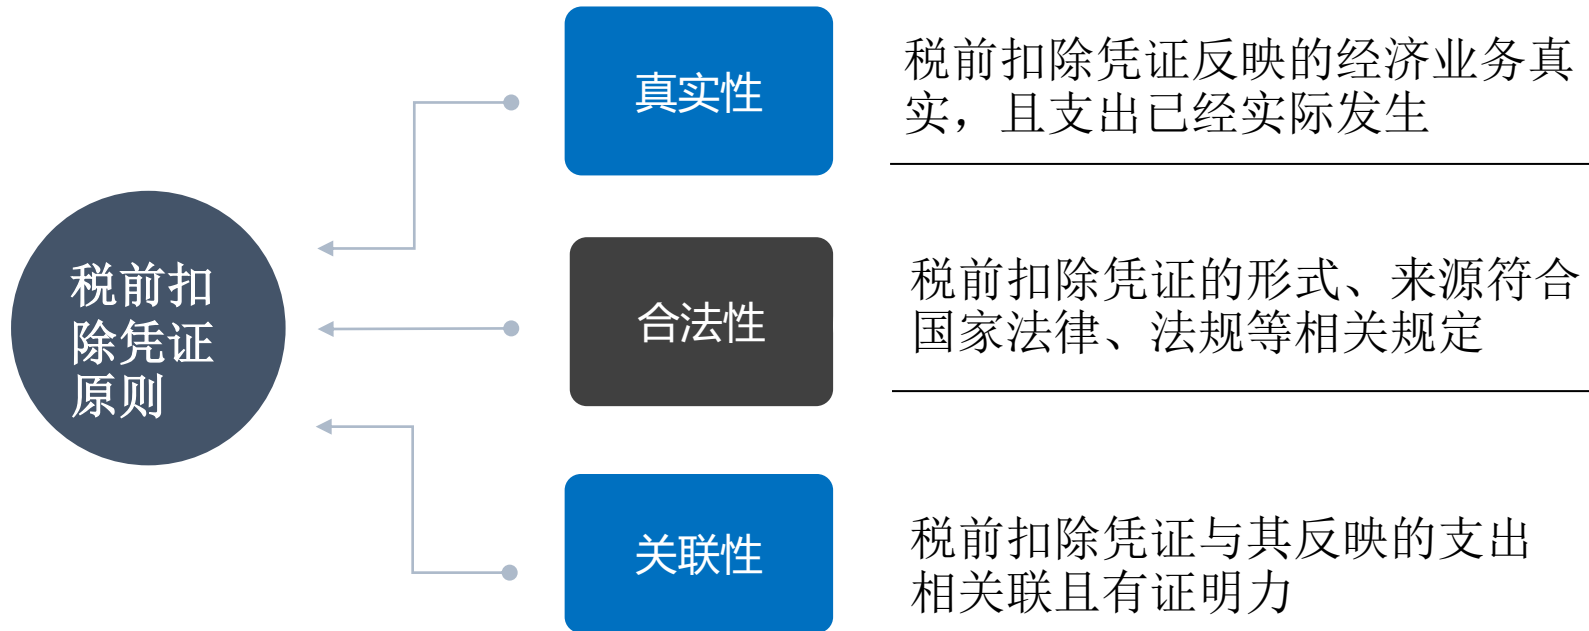 税前扣
除凭证
原则
真实性
税前扣除凭证反映的经济业务真
实，且支出已经实际发生
合法性
税前扣除凭证的形式、来源符合
国家法律、法规等相关规定
关联性
税前扣除凭证与其反映的支出
相关联且有证明力